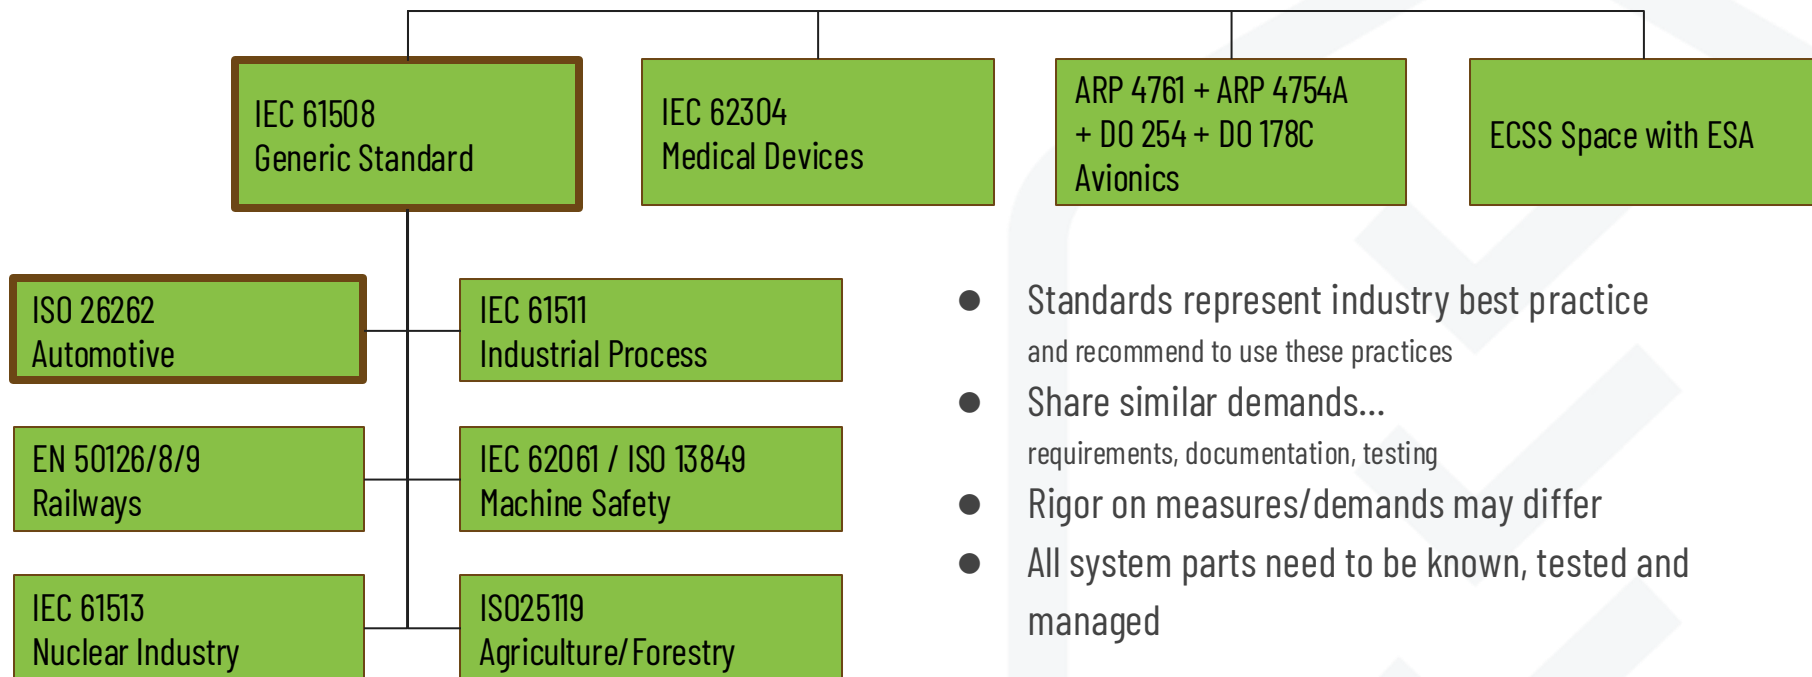 IEC 61508
Generic Standard
IEC 62304
Medical Devices
ARP 4761 + ARP 4754A
+ DO 254 + DO 178C
Avionics
ECSS Space with ESA
ISO 26262
Automotive
IEC 61511
Industrial Process
EN 50126/8/9
Railways
IEC 62061 / ISO 13849
Machine Safety
IEC 61513
Nuclear Industry
ISO25119
Agriculture/Forestry
● Standards represent industry best practice
and recommend to use these practices
● Share similar demands...
requirements, documentation, testing
● Rigor on measures/demands may differ
● All system parts need to be known, tested and
managed